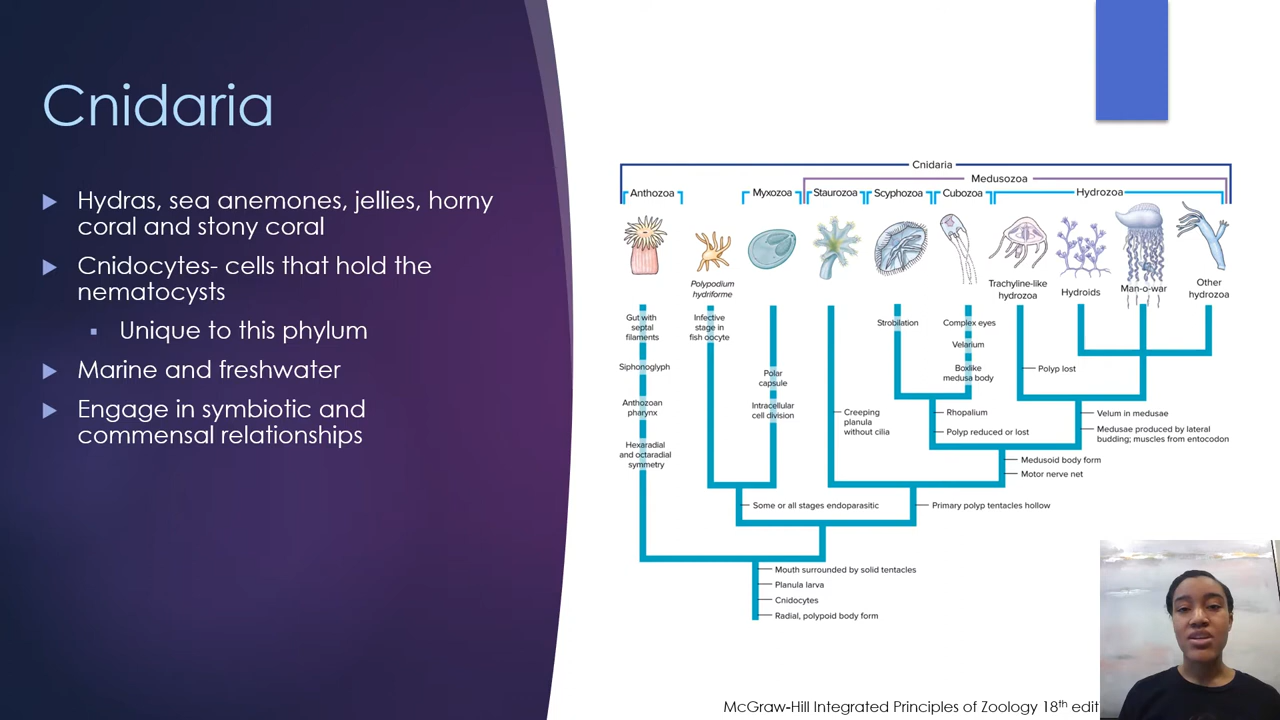 Cnidaria
Hydras, sea anemones, jellies, horny
coral and stony coral
Cnidocytes- cells that hold the
nematocysts
Unique to this phylum
Marine and freshwater
Engage in symbiotic and
commensal relationships
Cnidaria
Medusozoa
Anthozoa
Myxozoa
Staurozoa
Scyphozoa
Cubozoa
Hydrozoa
Polypodium
hydriforme
Trachyline-like
hydrozoa
Hydroids
Man-o-war
Other
hydrozoa
Gut with
septal
filaments
Siphonoglyph
Anthozoan
pharynx
Hexaradial
and octaradial
symmetry
Infective
stage in
fish oocyte
Polar
capsule
Intracellular
cell division
Creeping
planula
without cilia
Strobilation
Complex eyes
Velarium
Boxlike
medusa body
Rhopalium
Polyp reduced or lost
Polyp lost
Velum in medusae
Medusae produced by lateral
budding; muscles from entocodon
Medusoid body form
Motor nerve net
Some or all stages endoparasitic
Primary polyp tentacles hollow
Mouth surrounded by solid tentacles
Planula larva
Cnidocytes
Radial, polypoid body form
McGraw-Hill Integrated Principles of Zoology 18th edit